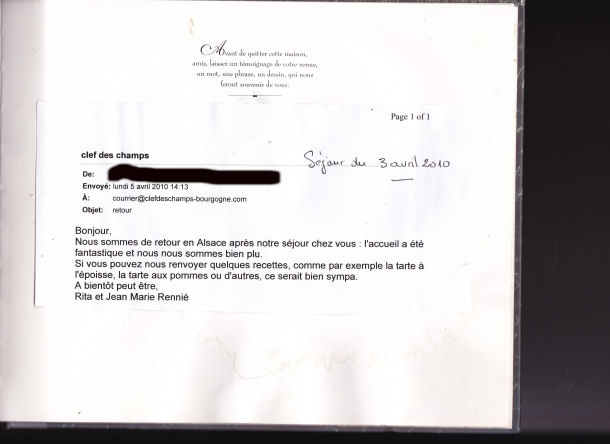 Avant de quitter cette maison,
amis, laissez un témoignage de votre venue,
un mot, une phrase, un dessin, qui nous
feront souvenir de vous.
Page 1 of 1
clef des champs
Séjour du 3 avril 2010
De:
Envoyé: lundi 5 avril 2010 14:13
À: courrier@clefdeschamps-bourgogne.com
Objet: retour
Bonjour,
Nous sommes de retour en Alsace après notre séjour chez vous : l'accueil a été
fantastique et nous nous sommes bien plu.
Si vous pouvez nous renvoyer quelques recettes, comme par exemple la tarte à
l'époisse, la tarte aux pommes ou d'autres, ce serait bien sympa.
A bientôt peut être,
Rita et Jean Marie Rennié